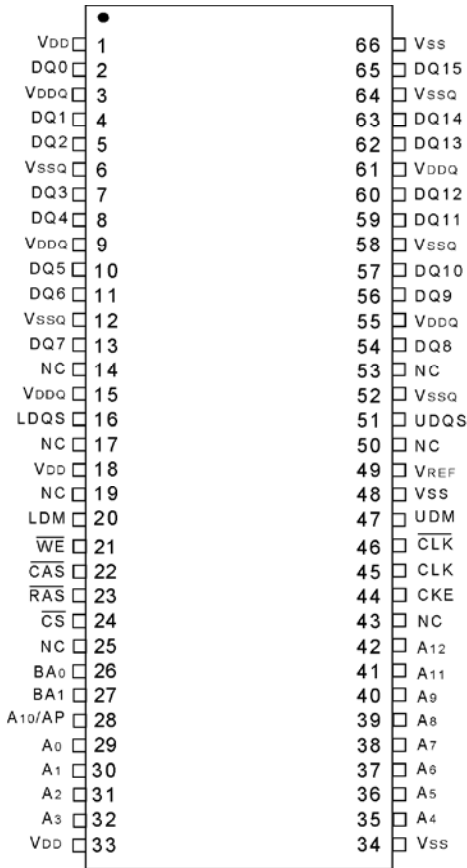 VDD 1 66 VSS
DQ0 2 65 DQ15
VDDQ 3 64 VSSQ
DQ1 4 63 DQ14
DQ2 5 62 DQ13
VSSQ 6 61 VDDQ
DQ3 7 60 DQ12
DQ4 8 59 DQ11
VDDQ 9 58 VSSQ
DQ5 10 57 DQ10
DQ6 11 56 DQ9
VSSQ 12 55 VDDQ
DQ7 13 54 DQ8
NC 14 53 NC
VDDQ 15 52 VSSQ
LDQS 16 51 UDQS
NC 17 50 NC
VDD 18 49 VREF
NC 19 48 VSS
LDM 20 47 UDM
W̅E̅ 21 46 C̅L̅K̅
C̅A̅S̅ 22 45 CLK
R̅A̅S̅ 23 44 CKE
C̅S̅ 24 43 NC
NC 25 42 A12
BA0 26 41 A11
BA1 27 40 A9
A10/AP 28 39 A8
A0 29 38 A7
A1 30 37 A6
A2 31 36 A5
A3 32 35 A4
VDD 33 34 VSS